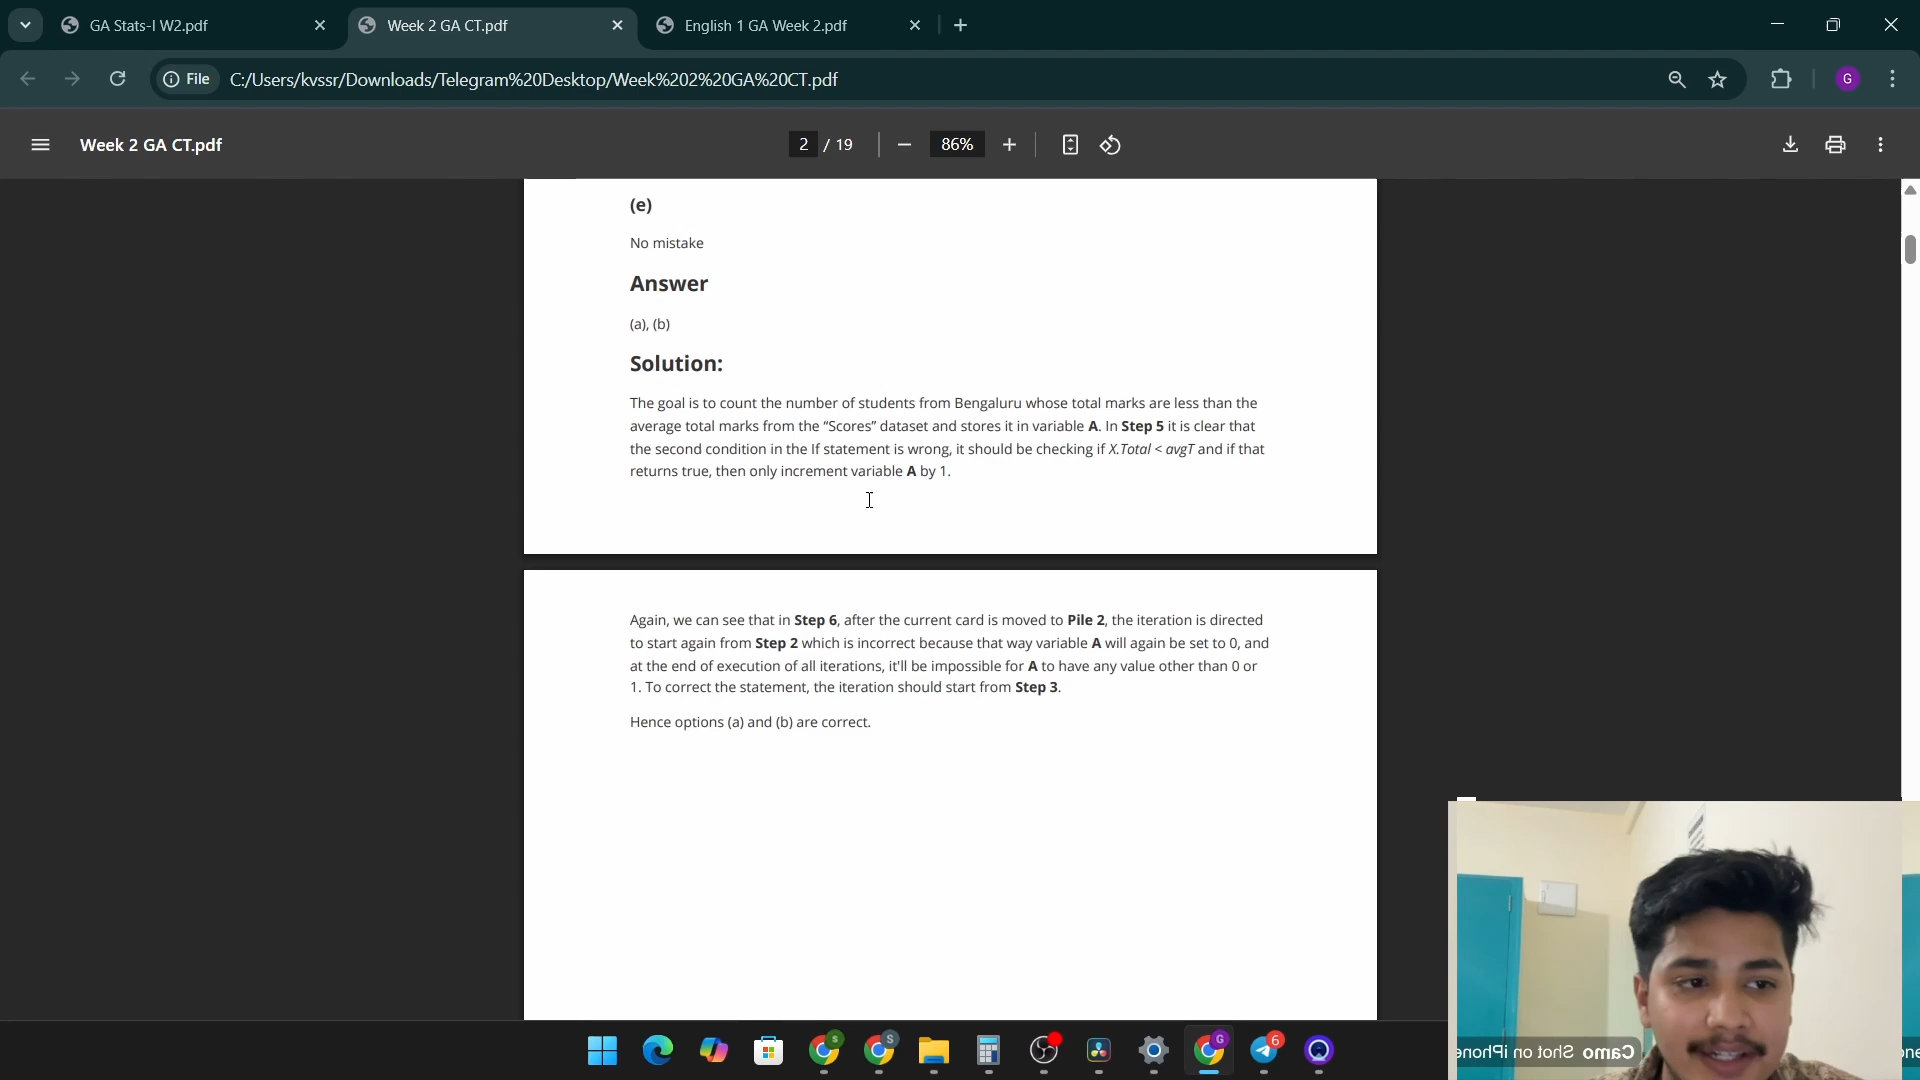 GA Stats-I W2.pdf
Week 2 GA CT.pdf
English 1 GA Week 2.pdf
File
C:/Users/kvssr/Downloads/Telegram%20Desktop/Week%202%20GA%20CT.pdf
G
Week 2 GA CT.pdf
2 / 19
86%
(e)
No mistake
Answer
(a), (b)
Solution:
The goal is to count the number of students from Bengaluru whose total marks are less than the
average total marks from the “Scores” dataset and stores it in variable A. In Step 5 it is clear that
the second condition in the If statement is wrong, it should be checking if X.Total < avgT and if that
returns true, then only increment variable A by 1.
Again, we can see that in Step 6, after the current card is moved to Pile 2, the iteration is directed
to start again from Step 2 which is incorrect because that way variable A will again be set to 0, and
at the end of execution of all iterations, it'll be impossible for A to have any value other than 0 or
1. To correct the statement, the iteration should start from Step 3.
Hence options (a) and (b) are correct.
Camo Shot on iPhone
s
S
G
6